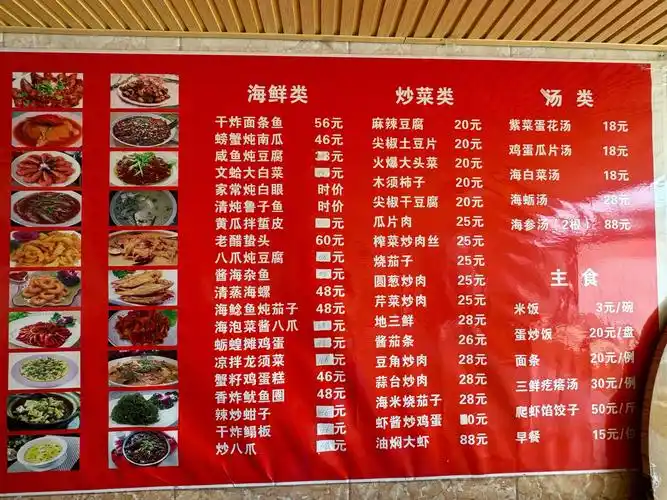 海鲜类
干炸面条鱼 56元
螃蟹炖南瓜 46元
咸鱼炖豆腐 8元
文蛤大白菜 元
家常炖白眼 时价
清炖鲁子鱼 时价
黄瓜拌蜇皮 元
老醋蛰头 60元
八爪炖豆腐 元
酱海杂鱼 元
清蒸海螺 48元
海鲶鱼炖茄子 48元
海泡菜酱八爪 元
蛎蝗摊鸡蛋 元
凉拌龙须菜 元
蟹籽鸡蛋糕 46元
香炸鱿鱼圈 48元
辣炒蚶子 元
干炸鳎板 元
炒八爪 元
炒菜类
麻辣豆腐 20元
尖椒土豆片 20元
火爆大头菜 20元
木须柿子 20元
尖椒干豆腐 20元
瓜片肉 25元
榨菜炒肉丝 25元
烧茄子 25元
圆葱炒肉 25元
芹菜炒肉 25元
地三鲜 28元
酱茄条 26元
豆角炒肉 28元
蒜台炒肉 28元
海米烧茄子 28元
虾酱炒鸡蛋 0元
油焖大虾 88元
汤类
紫菜蛋花汤 18元
鸡蛋瓜片汤 18元
海白菜汤 18元
海蛎汤 28元
海参汤（2根） 88元
主食
米饭 3元/碗
蛋炒饭 20元/盘
面条 20元/例
三鲜疙瘩汤 30元/例
爬虾馅饺子 50元/斤
早餐 15元/位